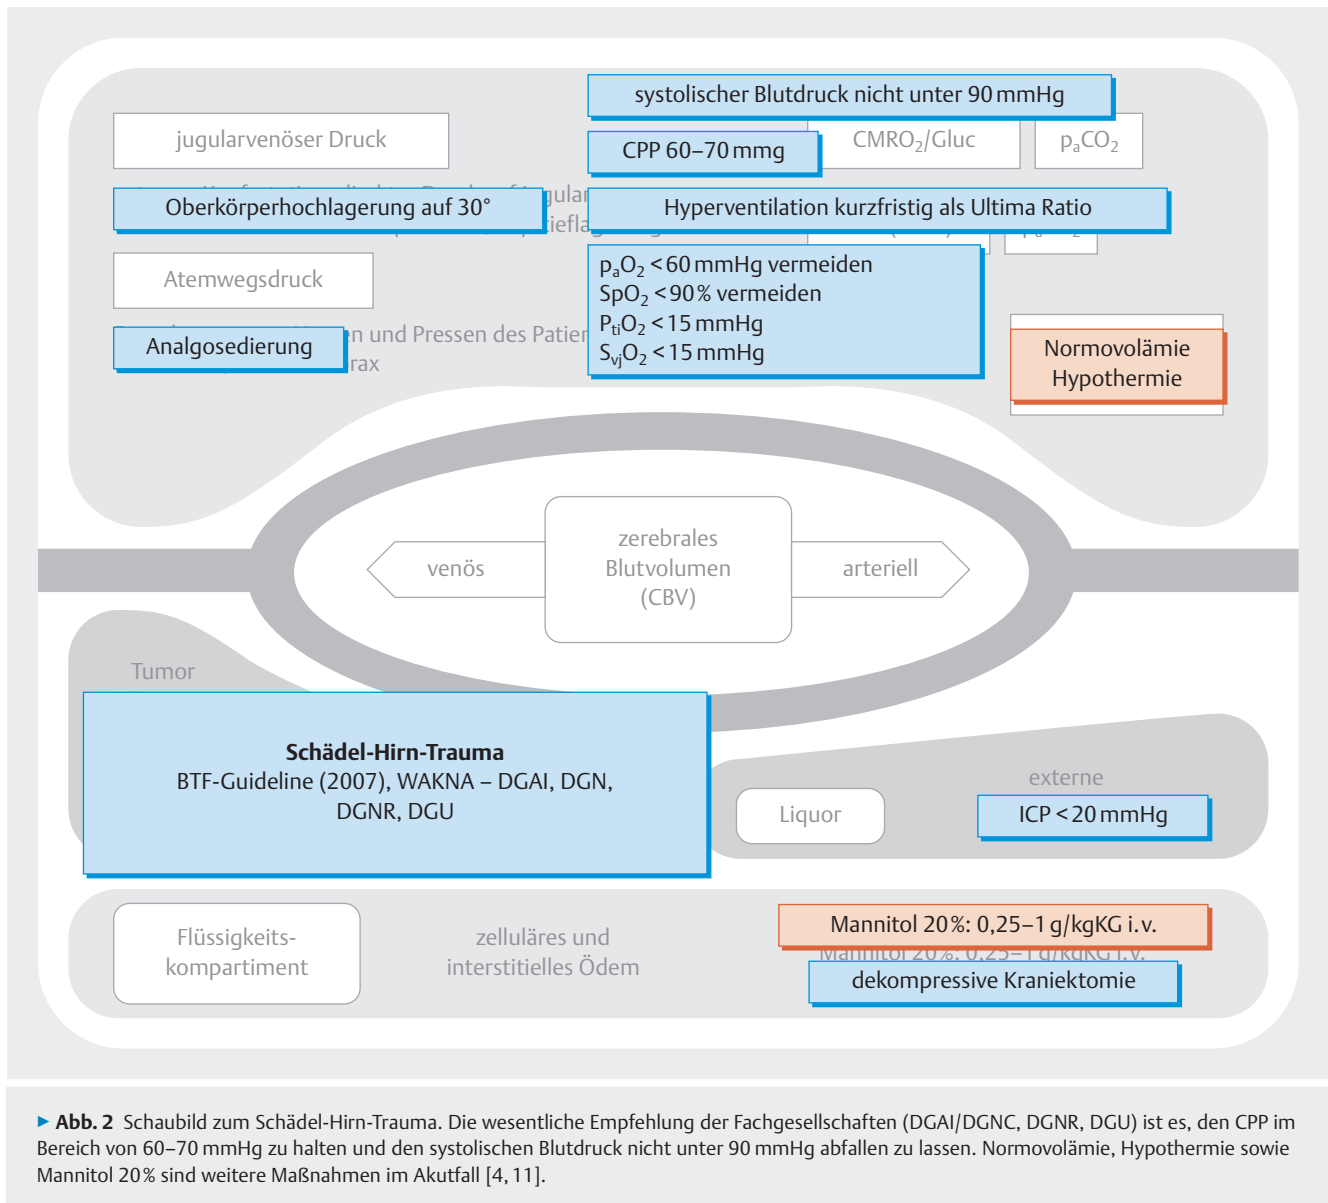 systolischer Blutdruck nicht unter 90 mmHg
jugularvenöser Druck
CPP 60–70 mmg
CMRO₂/Gluc
pₐCO₂
Oberkörperhochlagerung auf 30°
Hyperventilation kurzfristig als Ultima Ratio
Atemwegsdruck
pₐO₂ < 60 mmHg vermeiden
SpO₂ < 90 % vermeiden
PₜᵢO₂ < 15 mmHg
SᵥⱼO₂ < 15 mmHg
Analgosedierung
und Pressen des
Normovolämie
Hypothermie
venös
zerebrales
Blutvolumen
(CBV)
arteriell
Tumor
Schädel-Hirn-Trauma
BTF-Guideline (2007), WAKNA – DGAI, DGN,
DGNR, DGU
externe
Liquor
ICP < 20 mmHg
Flüssigkeits-
kompartiment
zelluläres und
interstitielles Ödem
Mannitol 20 %: 0,25–1 g/kgKG i. v.
Mannitol 20 %: 0,25–1 g/kgKG i. v.
dekompressive Kraniektomie
▶ Abb. 2 Schaubild zum Schädel-Hirn-Trauma. Die wesentliche Empfehlung der Fachgesellschaften (DGAI/DGNC, DGNR, DGU) ist es, den CPP im
Bereich von 60–70 mmHg zu halten und den systolischen Blutdruck nicht unter 90 mmHg abfallen zu lassen. Normovolämie, Hypothermie sowie
Mannitol 20 % sind weitere Maßnahmen im Akutfall [4, 11].